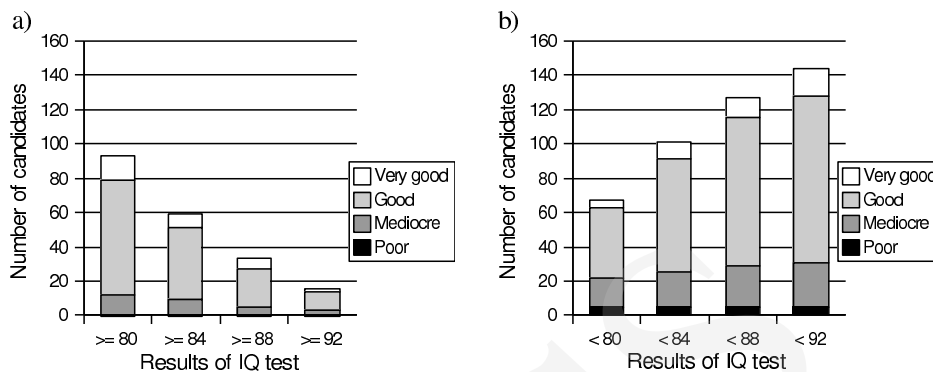 a)
160
140
120
100
80
60
40
20
0
Number of candidates
>= 80 >= 84 >= 88 >= 92
Results of IQ test
Very good
Good
Mediocre
Poor
b)
160
140
120
100
80
60
40
20
0
Number of candidates
< 80 < 84 < 88 < 92
Results of IQ test
Very good
Good
Mediocre
Poor